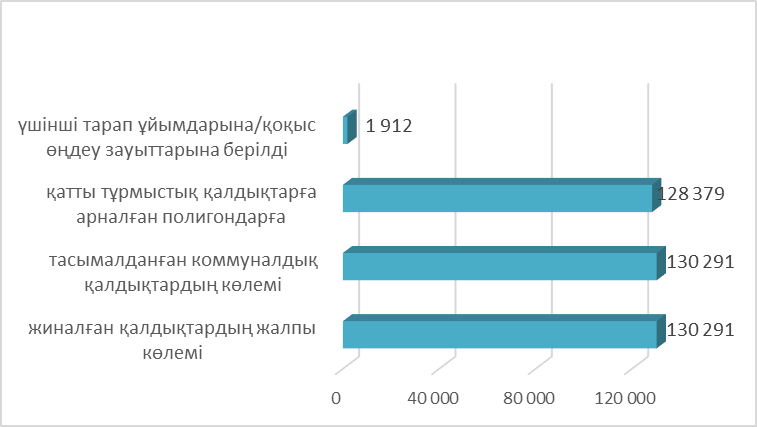 үшінші тарап ұйымдарына/қоқыс
өңдеу зауыттарына берілді
1 912
қатты тұрмыстық қалдықтарға
арналған полигондарға
128 379
тасымалданған коммуналдық
қалдықтардың көлемі
130 291
жиналған қалдықтардың жалпы
көлемі
130 291
0
40 000
80 000
120 000